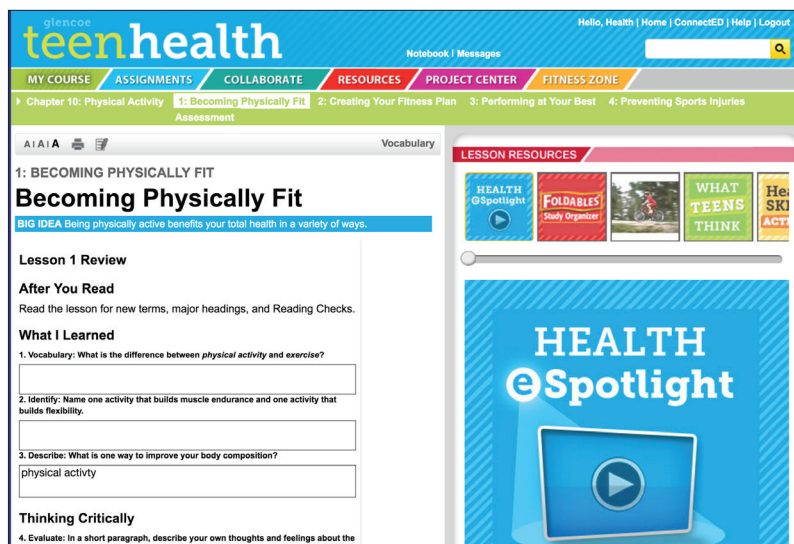 glencoe
teenhealth
Hello, Health | Home | ConnectED | Help | Logout
Notebook | Messages
MY COURSE ASSIGNMENTS COLLABORATE RESOURCES PROJECT CENTER FITNESS ZONE
Chapter 10: Physical Activity 1: Becoming Physically Fit 2: Creating Your Fitness Plan 3: Performing at Your Best 4: Preventing Sports Injuries
Assessment
A | A | A Vocabulary
1: BECOMING PHYSICALLY FIT
Becoming Physically Fit
BIG IDEA Being physically active benefits your total health in a variety of ways.
Lesson 1 Review
After You Read
Read the lesson for new terms, major headings, and Reading Checks.
What I Learned
1. Vocabulary: What is the difference between physical activity and exercise?
2. Identify: Name one activity that builds muscle endurance and one activity that
builds flexibility.
3. Describe: What is one way to improve your body composition?
physical activty
Thinking Critically
4. Evaluate: In a short paragraph, describe your own thoughts and feelings about the
LESSON RESOURCES
HEALTH
eSpotlight
FOLDABLES
Study Organizer
WHAT
TEENS
THINK
Hea
SKI
ACTI
HEALTH
eSpotlight